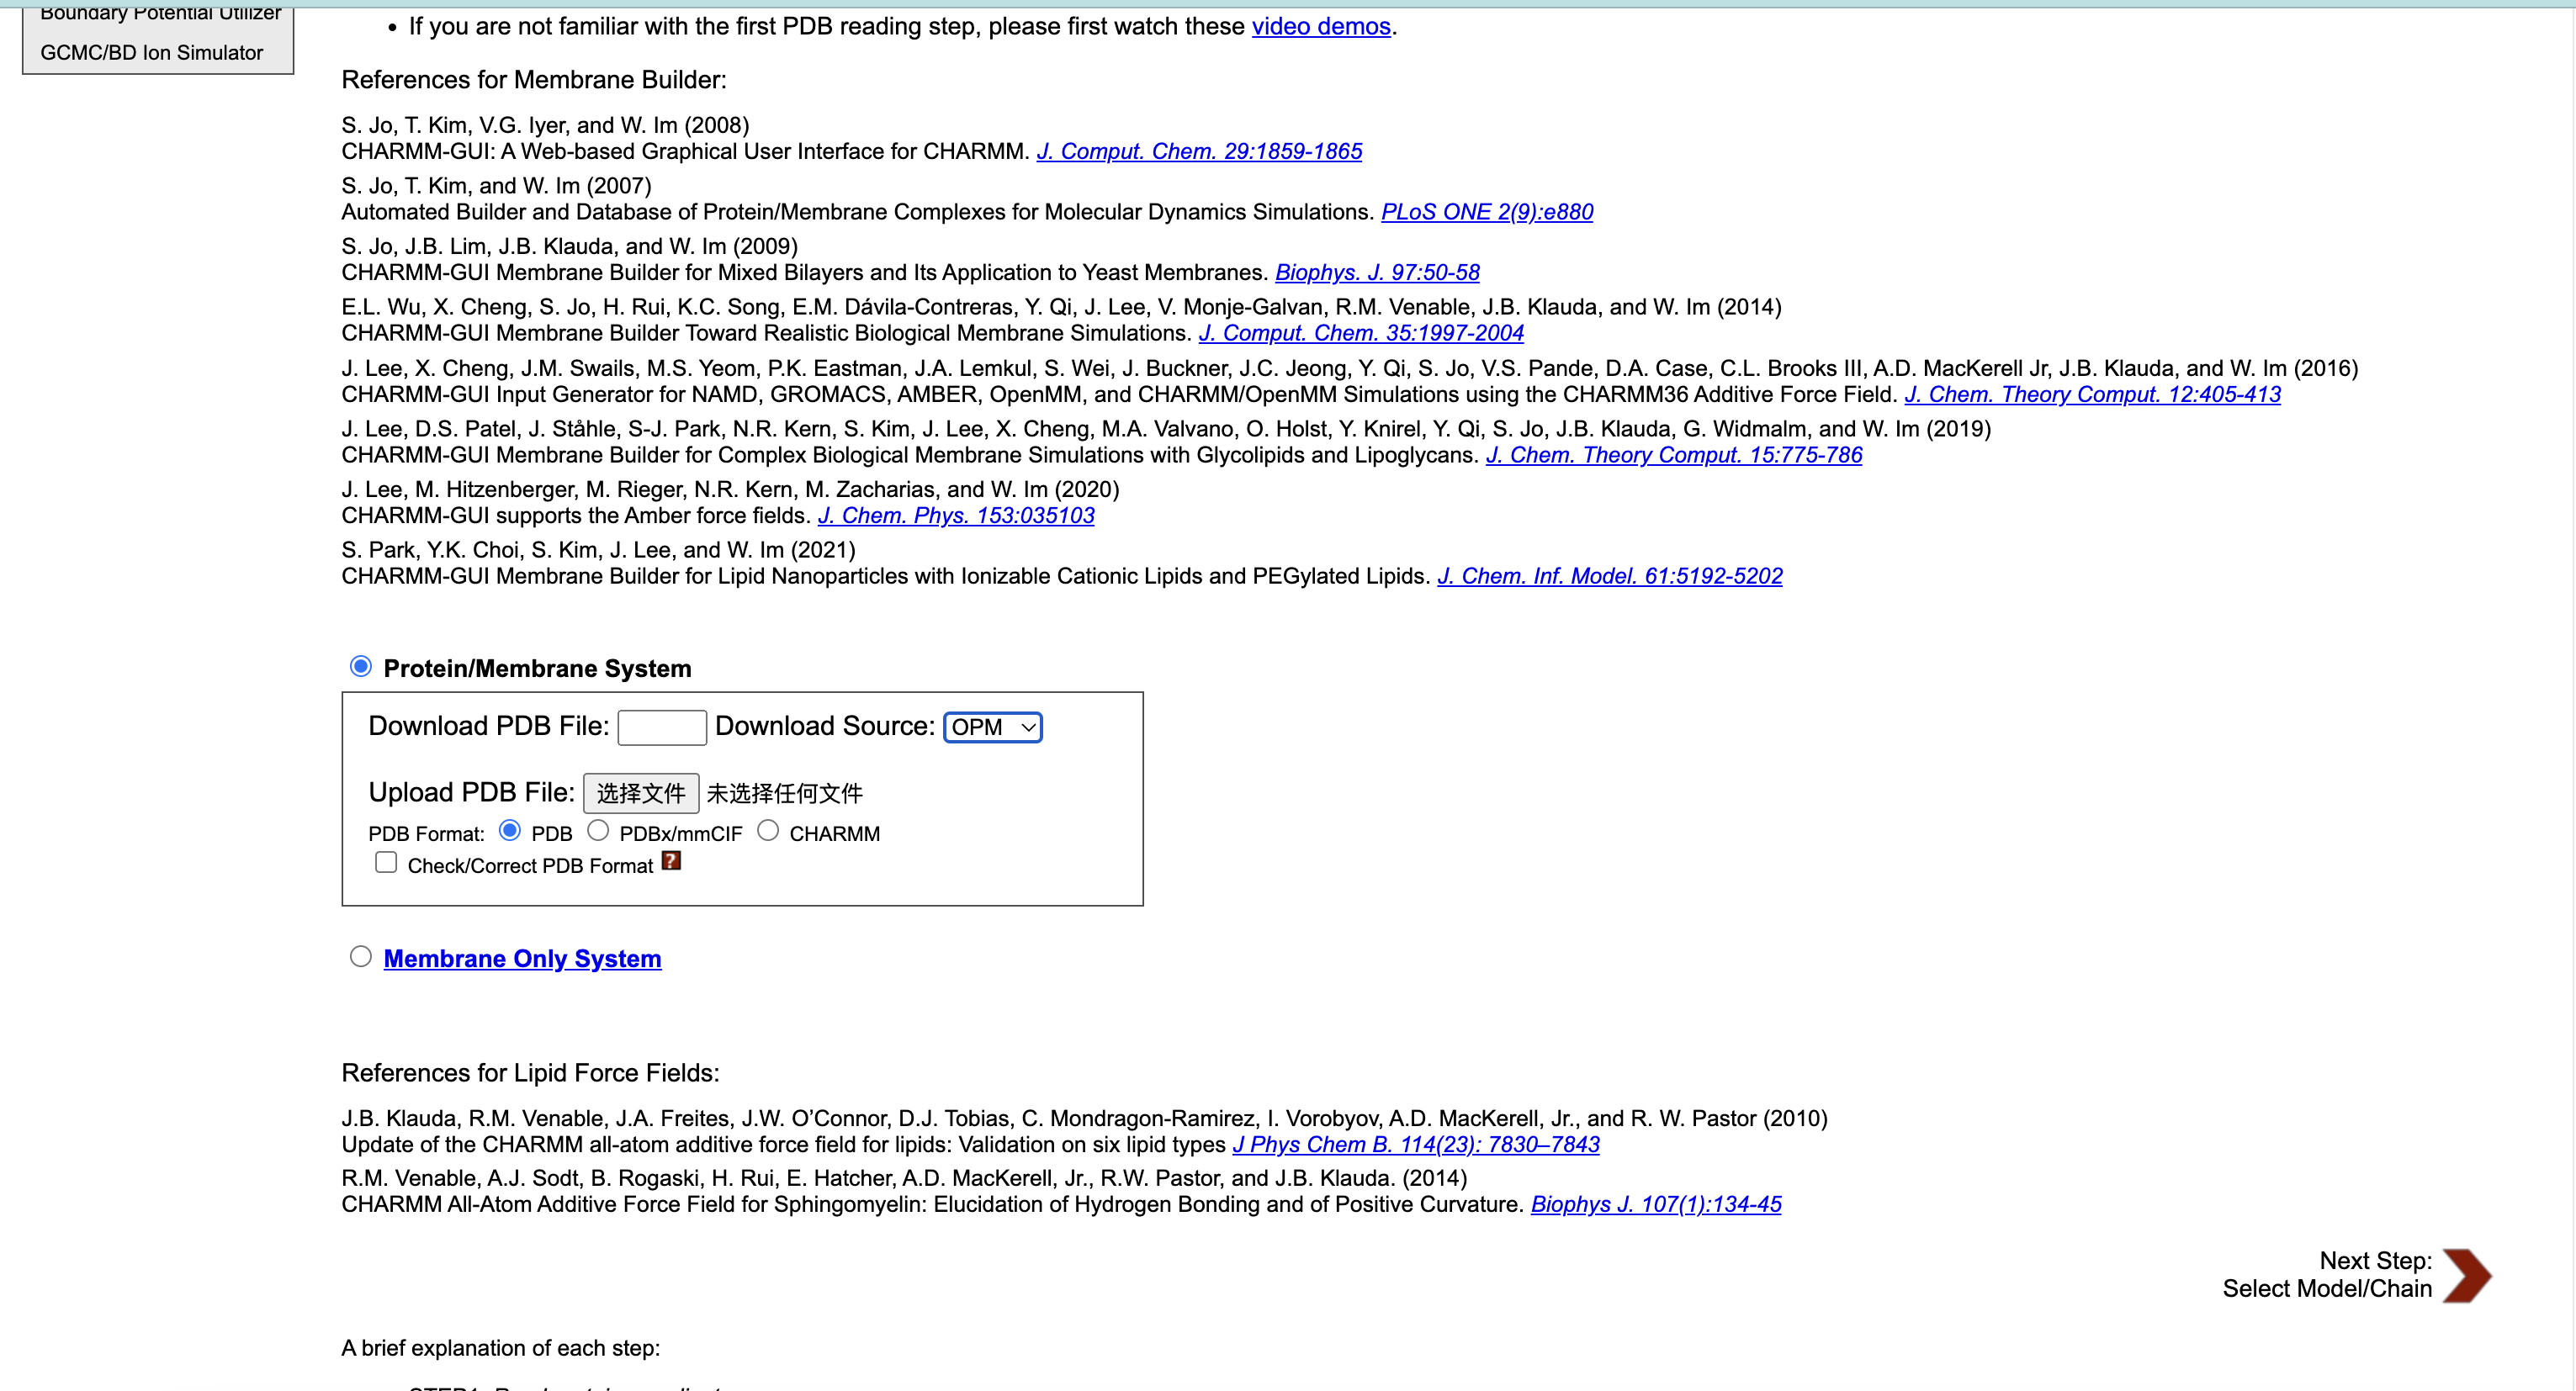 Boundary Potential Utilizer
GCMC/BD Ion Simulator
• If you are not familiar with the first PDB reading step, please first watch these video demos.
References for Membrane Builder:
S. Jo, T. Kim, V.G. Iyer, and W. Im (2008)
CHARMM-GUI: A Web-based Graphical User Interface for CHARMM. J. Comput. Chem. 29:1859-1865
S. Jo, T. Kim, and W. Im (2007)
Automated Builder and Database of Protein/Membrane Complexes for Molecular Dynamics Simulations. PLoS ONE 2(9):e880
S. Jo, J.B. Lim, J.B. Klauda, and W. Im (2009)
CHARMM-GUI Membrane Builder for Mixed Bilayers and Its Application to Yeast Membranes. Biophys. J. 97:50-58
E.L. Wu, X. Cheng, S. Jo, H. Rui, K.C. Song, E.M. Dávila-Contreras, Y. Qi, J. Lee, V. Monje-Galvan, R.M. Venable, J.B. Klauda, and W. Im (2014)
CHARMM-GUI Membrane Builder Toward Realistic Biological Membrane Simulations. J. Comput. Chem. 35:1997-2004
J. Lee, X. Cheng, J.M. Swails, M.S. Yeom, P.K. Eastman, J.A. Lemkul, S. Wei, J. Buckner, J.C. Jeong, Y. Qi, S. Jo, V.S. Pande, D.A. Case, C.L. Brooks III, A.D. MacKerell Jr, J.B. Klauda, and W. Im (2016)
CHARMM-GUI Input Generator for NAMD, GROMACS, AMBER, OpenMM, and CHARMM/OpenMM Simulations using the CHARMM36 Additive Force Field. J. Chem. Theory Comput. 12:405-413
J. Lee, D.S. Patel, J. Ståhle, S-J. Park, N.R. Kern, S. Kim, J. Lee, X. Cheng, M.A. Valvano, O. Holst, Y. Knirel, Y. Qi, S. Jo, J.B. Klauda, G. Widmalm, and W. Im (2019)
CHARMM-GUI Membrane Builder for Complex Biological Membrane Simulations with Glycolipids and Lipoglycans. J. Chem. Theory Comput. 15:775-786
J. Lee, M. Hitzenberger, M. Rieger, N.R. Kern, M. Zacharias, and W. Im (2020)
CHARMM-GUI supports the Amber force fields. J. Chem. Phys. 153:035103
S. Park, Y.K. Choi, S. Kim, J. Lee, and W. Im (2021)
CHARMM-GUI Membrane Builder for Lipid Nanoparticles with Ionizable Cationic Lipids and PEGylated Lipids. J. Chem. Inf. Model. 61:5192-5202
Protein/Membrane System
Download PDB File: Download Source: OPM
Upload PDB File: 选择文件 未选择任何文件
PDB Format: PDB PDBx/mmCIF CHARMM
Check/Correct PDB Format ?
Membrane Only System
References for Lipid Force Fields:
J.B. Klauda, R.M. Venable, J.A. Freites, J.W. O’Connor, D.J. Tobias, C. Mondragon-Ramirez, I. Vorobyov, A.D. MacKerell, Jr., and R. W. Pastor (2010)
Update of the CHARMM all-atom additive force field for lipids: Validation on six lipid types J Phys Chem B. 114(23): 7830–7843
R.M. Venable, A.J. Sodt, B. Rogaski, H. Rui, E. Hatcher, A.D. MacKerell, Jr., R.W. Pastor, and J.B. Klauda. (2014)
CHARMM All-Atom Additive Force Field for Sphingomyelin: Elucidation of Hydrogen Bonding and of Positive Curvature. Biophys J. 107(1):134-45
Next Step:
Select Model/Chain
A brief explanation of each step: